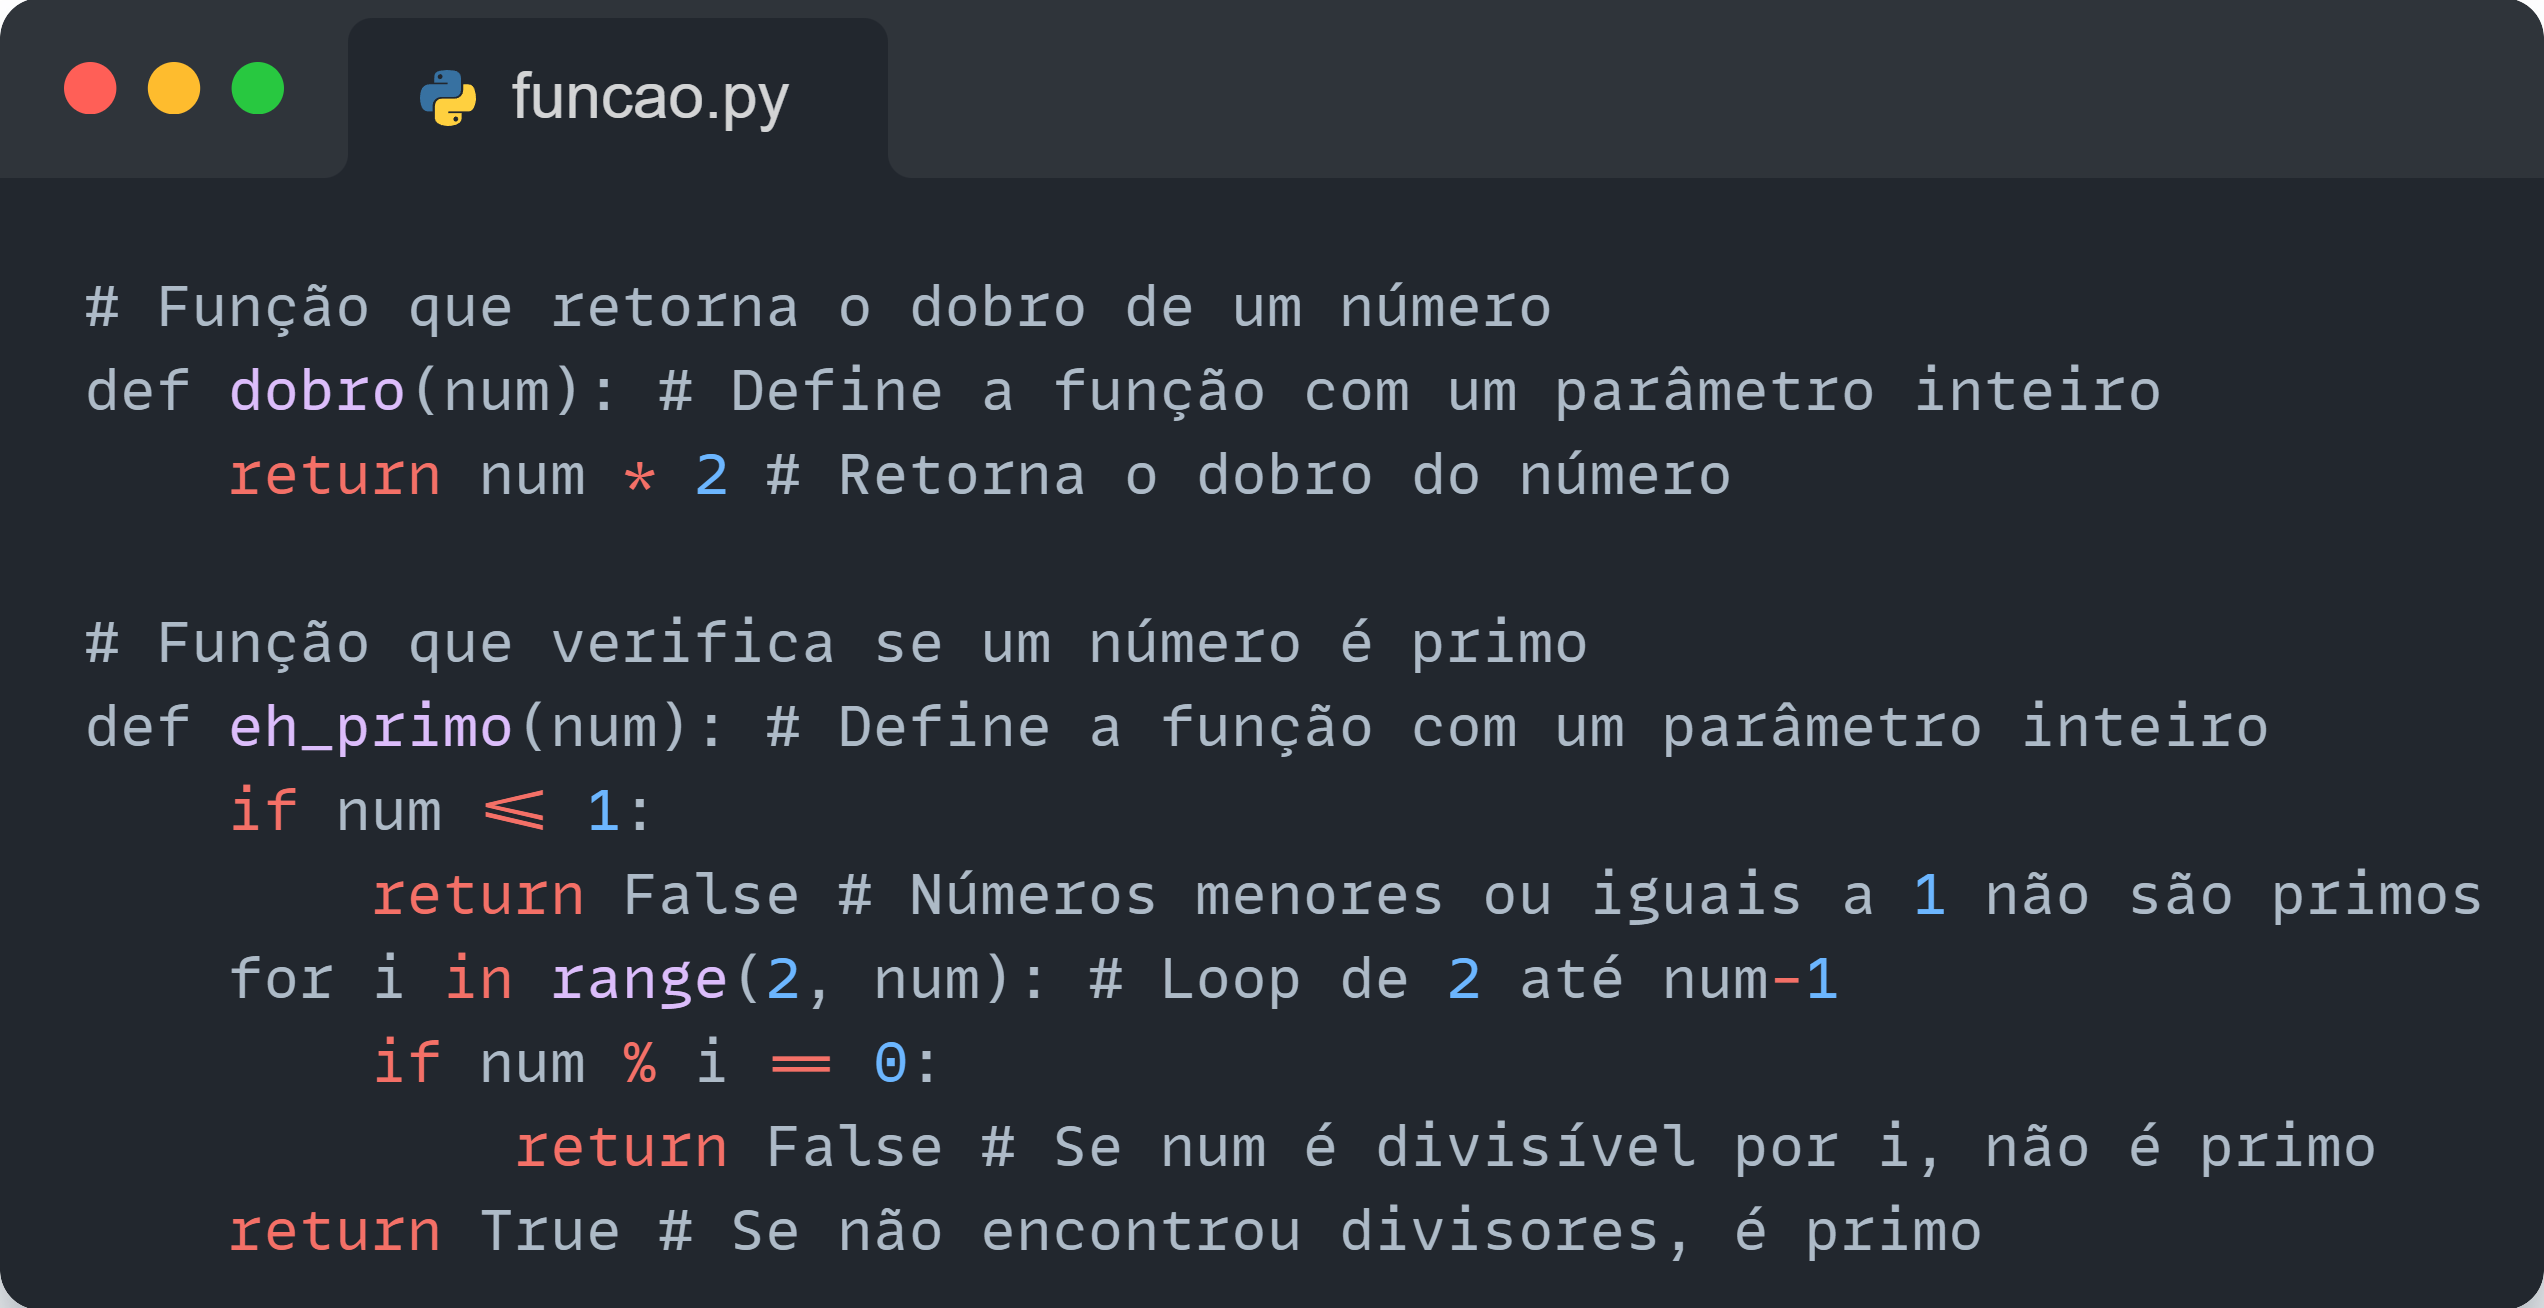 funcao.py
# Função que retorna o dobro de um número
def dobro(num): # Define a função com um parâmetro inteiro
    return num * 2 # Retorna o dobro do número
# Função que verifica se um número é primo
def eh_primo(num): # Define a função com um parâmetro inteiro
    if num <= 1:
        return False # Números menores ou iguais a 1 não são primos
    for i in range(2, num): # Loop de 2 até num-1
        if num % i == 0:
            return False # Se num é divisível por i, não é primo
    return True # Se não encontrou divisores, é primo